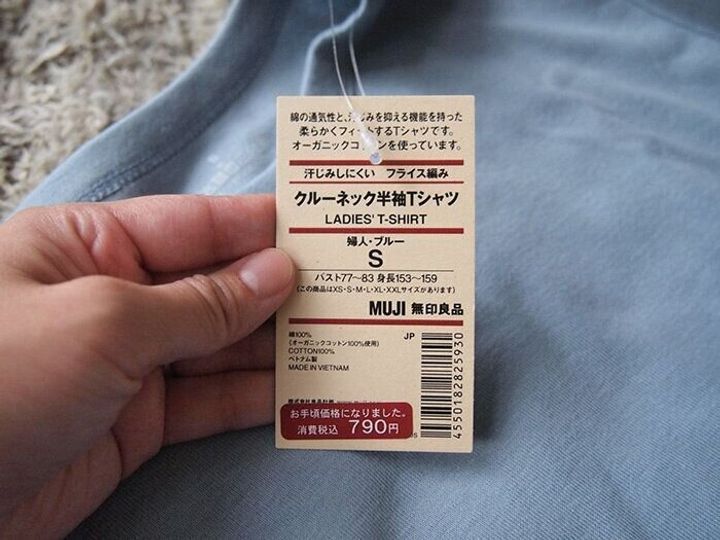 綿の通気性と、汗じみを抑える機能を持った
柔らかくフィットするTシャツです。
オーガニックコットンを使っています。
汗じみしにくい フライス編み
クルーネック半袖Tシャツ
LADIES' T-SHIRT
婦人・ブルー
S
バスト77〜83 身長153〜159
(この商品はXS・S・M・L・XL・XXLサイズがあります)
MUJI 無印良品
綿100%
(オーガニックコットン100%使用)
COTTON100%
ベトナム製
MADE IN VIETNAM
JP
4550182825930
お手頃価格になりました。
消費税込 790円